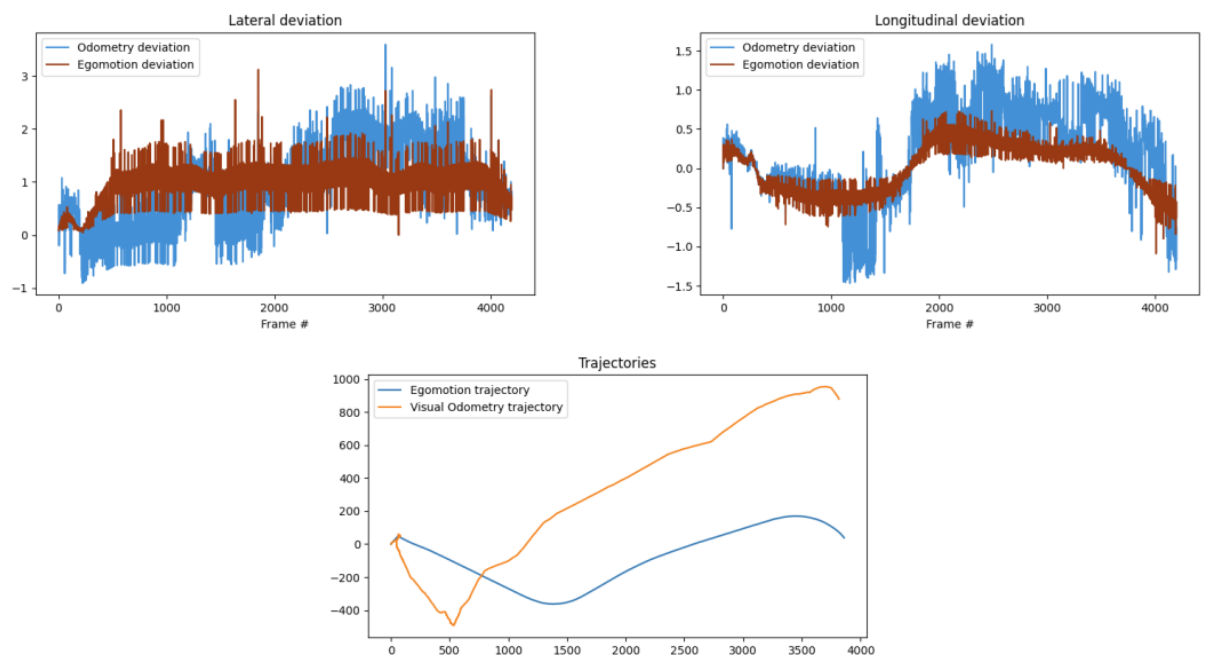 Lateral deviation
Odometry deviation
Egomotion deviation
3
2
1
0
−1
0 1000 2000 3000 4000
Frame #
Longitudinal deviation
Odometry deviation
Egomotion deviation
1.5
1.0
0.5
0.0
−0.5
−1.0
−1.5
0 1000 2000 3000 4000
Frame #
Trajectories
Egomotion trajectory
Visual Odometry trajectory
1000
800
600
400
200
0
−200
−400
0 500 1000 1500 2000 2500 3000 3500 4000